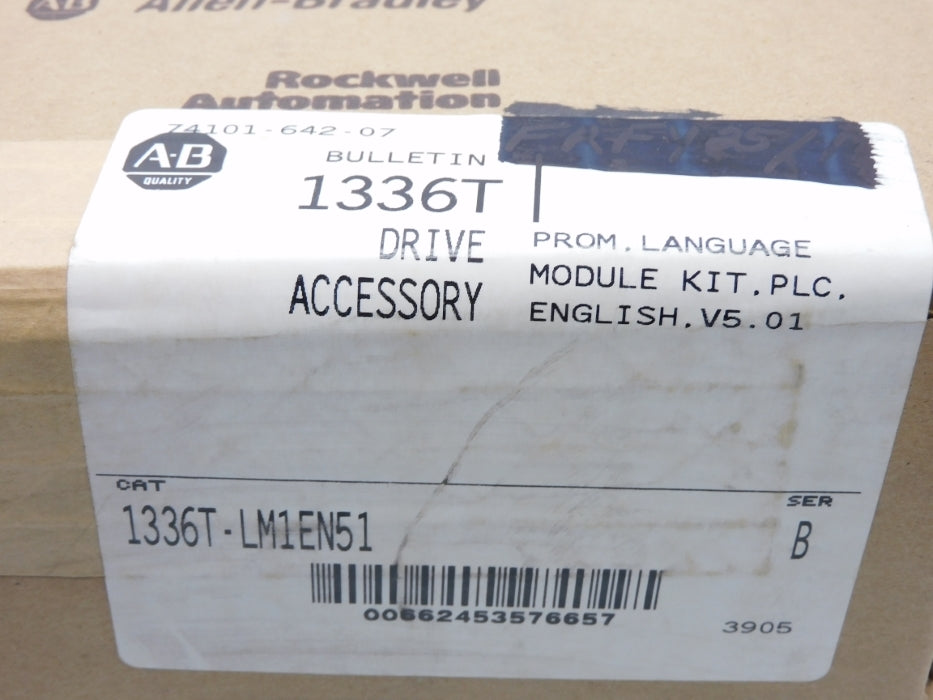 Allen-Bradley
Rockwell
Automation
74101-642-07
A-B
QUALITY
BULLETIN
1336T
DRIVE
ACCESSORY
PROM, LANGUAGE
MODULE KIT, PLC,
ENGLISH, V5.01
CAT
1336T-LM1EN51
SER
B
00662453576657
3905